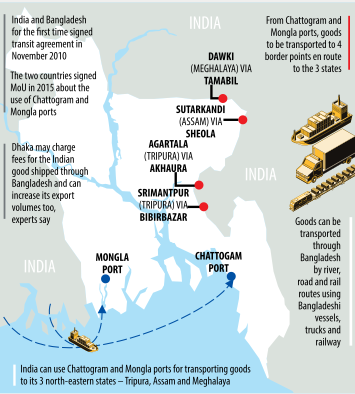 India and Bangladesh
for the first time signed
transit agreement in
November 2010
The two countries signed
MoU in 2015 about the
use of Chattogram and
Mongla ports
Dhaka may charge
fees for the Indian
good shipped through
Bangladesh and can
increase its export
volumes too,
experts say
INDIA
From Chattogram and
Mongla ports, goods
to be transported to 4
border points en route
to the 3 states
DAWKI
(MEGHALAYA) VIA
TAMABIL
SUTARKANDI
(ASSAM) VIA
SHEOLA
AGARTALA
(TRIPURA) VIA
AKHAURA
SRIMANTPUR
(TRIPURA) VIA
BIBIRBAZAR
INDIA
Goods can be
transported
through
Bangladesh
by river,
road and rail
routes using
Bangladeshi
vessels,
trucks and
railway
INDIA
MONGLA
PORT
CHATTOGAM
PORT
India can use Chattogram and Mongla ports for transporting goods
to its 3 north-eastern states – Tripura, Assam and Meghalaya